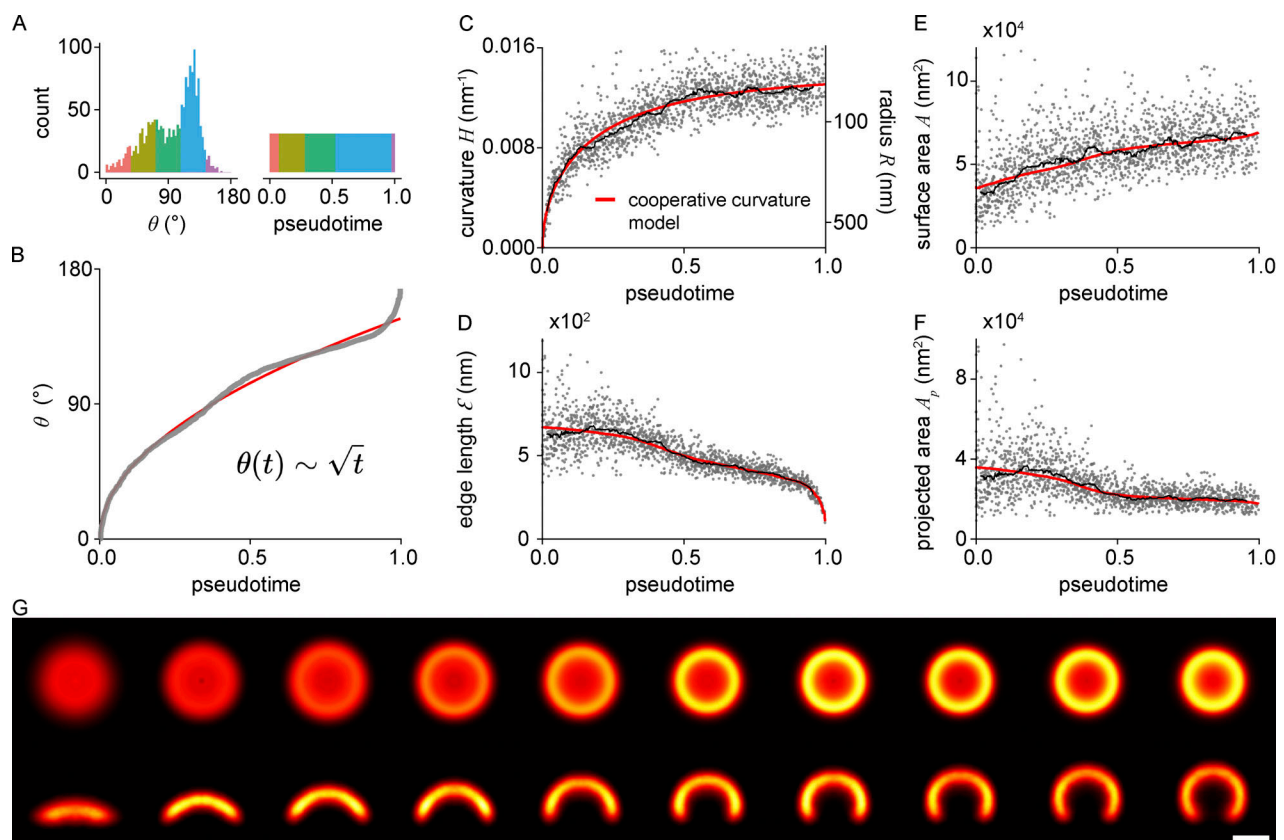 A
count
100
50
0
0
90
180
θ (°)
0.0
1.0
pseudotime
B
θ (°)
180
90
0
0.0
0.5
1.0
pseudotime
θ(t) ∼ √t
C
curvature H (nm⁻¹)
0.016
0.008
0.000
0.0
0.5
1.0
pseudotime
radius R (nm)
100
500
cooperative curvature
model
D
x10²
edge length ℰ (nm)
10
5
0
0.0
0.5
1.0
pseudotime
E
x10⁴
surface area A (nm²)
10
5
0
0.0
0.5
1.0
pseudotime
F
x10⁴
projected area Aₚ (nm²)
8
4
0
0.0
0.5
1.0
pseudotime
G